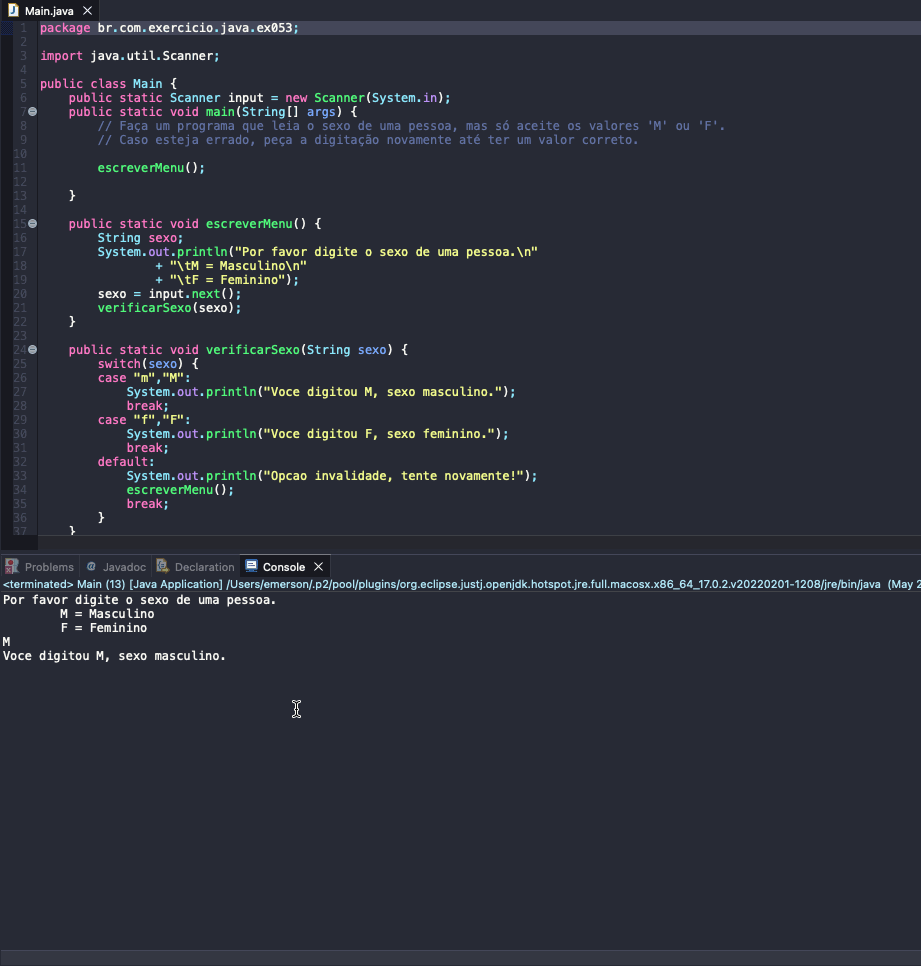 Main.java
1 package br.com.exercicio.java.ex053;
2
3 import java.util.Scanner;
4
5 public class Main {
6     public static Scanner input = new Scanner(System.in);
7     public static void main(String[] args) {
8         // Faça um programa que leia o sexo de uma pessoa, mas só aceite os valores 'M' ou 'F'.
9         // Caso esteja errado, peça a digitação novamente até ter um valor correto.
10
11         escreverMenu();
12
13     }
14
15     public static void escreverMenu() {
16         String sexo;
17         System.out.println("Por favor digite o sexo de uma pessoa.\n"
18                 + "\tM = Masculino\n"
19                 + "\tF = Feminino");
20         sexo = input.next();
21         verificarSexo(sexo);
22     }
23
24     public static void verificarSexo(String sexo) {
25         switch(sexo) {
26         case "m","M":
27             System.out.println("Voce digitou M, sexo masculino.");
28             break;
29         case "f","F":
30             System.out.println("Voce digitou F, sexo feminino.");
31             break;
32         default:
33             System.out.println("Opcao invalidade, tente novamente!");
34             escreverMenu();
35             break;
36         }
37     }
Problems @ Javadoc Declaration Console
<terminated> Main (13) [Java Application] /Users/emerson/.p2/pool/plugins/org.eclipse.justj.openjdk.hotspot.jre.full.macosx.x86_64_17.0.2.v20220201-1208/jre/bin/java (May 2
Por favor digite o sexo de uma pessoa.
        M = Masculino
        F = Feminino
M
Voce digitou M, sexo masculino.